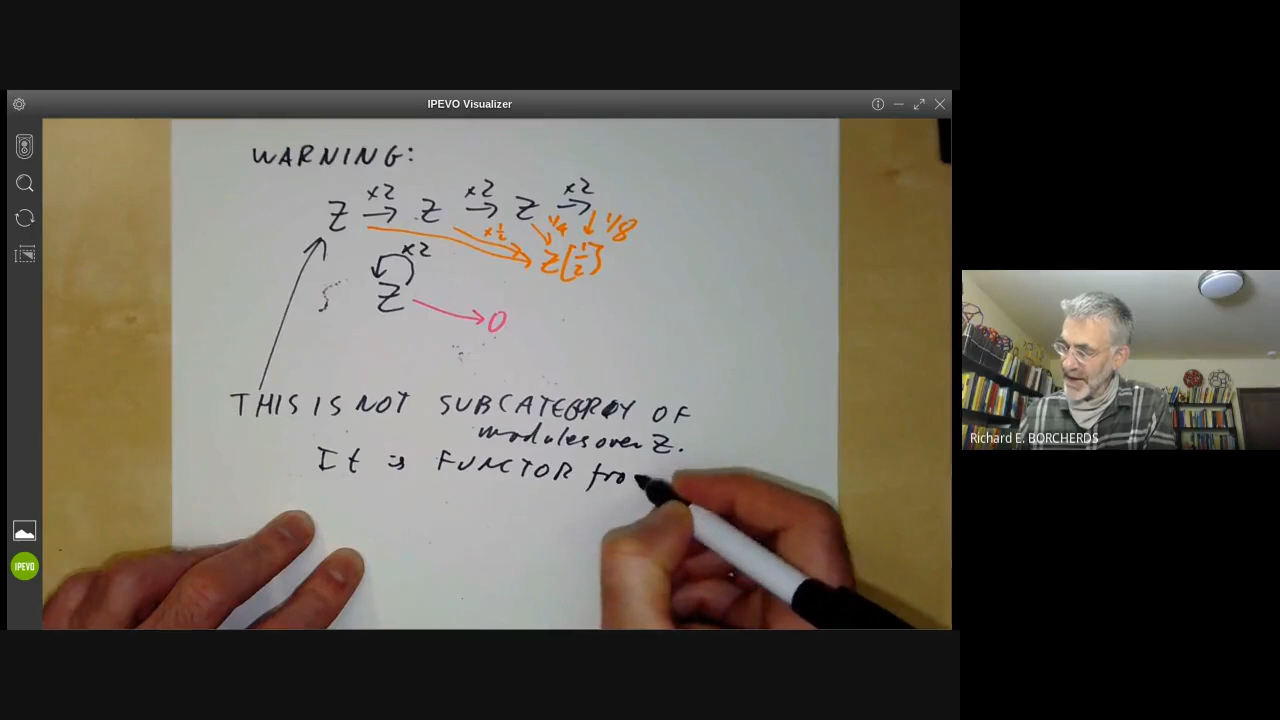 IPEVO Visualizer
WARNING:
Z ×2→ Z ×2→ Z ×2→
×½ ¼ 1/8
Z[½]
×2
Z → 0
THIS IS NOT SUBCATEGORY OF
modules over Z.
It is FUNCTOR fro
Richard E. BORCHERDS
IPEVO